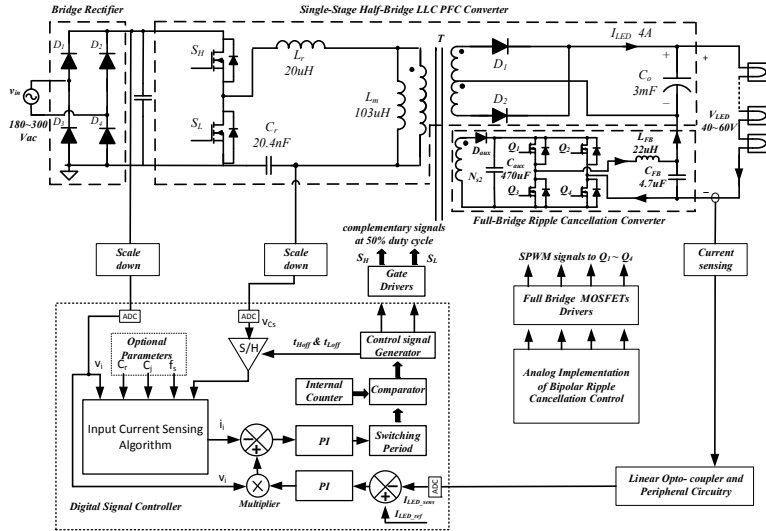 Bridge Rectifier
Single-Stage Half-Bridge LLC PFC Converter
D1
D2
D3
D4
vin
180~300
Vac
SH
SL
Lr
20uH
Lm
103uH
Cr
20.4nF
T
D1
D2
ILED 4A
+
Co
3mF
−
+
VLED
40~60V
−
Daux
Ns2
Caux
470uF
Q1
Q2
Q3
Q4
LFB
22uH
CFB
4.7uF
Full-Bridge Ripple Cancellation Converter
complementary signals
at 50% duty cycle
SH
SL
Scale
down
Scale
down
Current
sensing
Gate
Drivers
SPWM signals to Q1 ~ Q4
Full Bridge MOSFETs
Drivers
Analog Implementation
of Bipolar Ripple
Cancellation Control
ADC
ADC
vCs
S/H
tHoff & tLoff
Control signal
Generator
Optional
Parameters
vi
Cr
Cj
fs
Internal
Counter
Comparator
Input Current Sensing
Algorithm
ii
−
+
PI
Switching
Period
vi
×
Multiplier
PI
−
+
ADC
ILED_sens
ILED_ref
Digital Signal Controller
Linear Opto- coupler and
Peripheral Circuitry